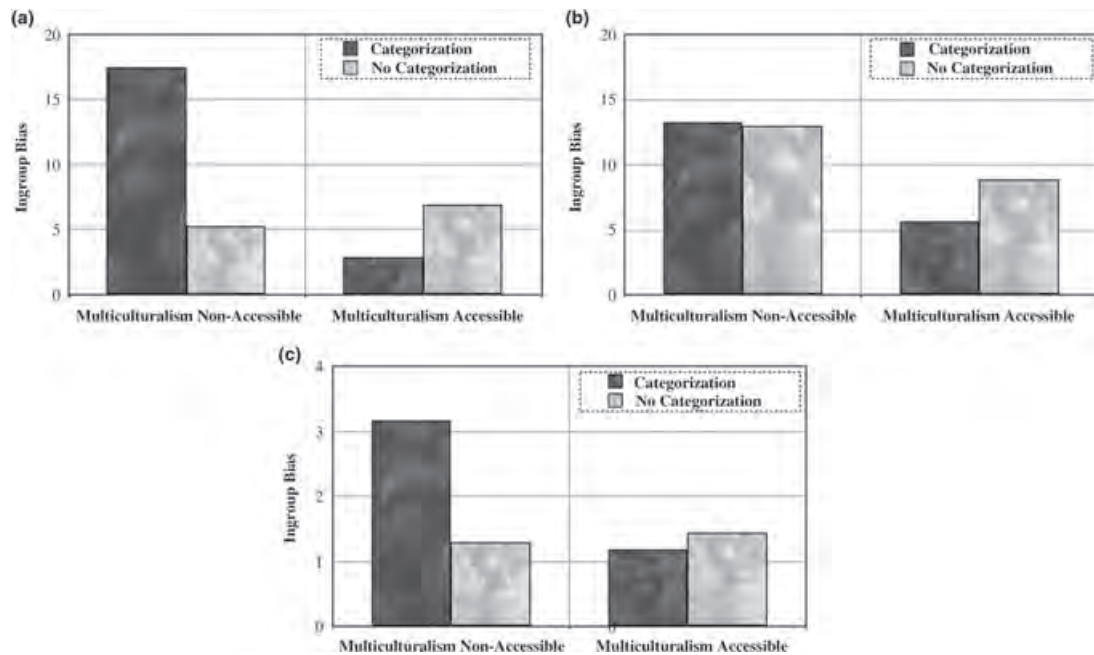 (a)
20
15
10
5
0
Ingroup Bias
Categorization
No Categorization
Multiculturalism Non-Accessible
Multiculturalism Accessible
(b)
20
15
10
5
0
Ingroup Bias
Categorization
No Categorization
Multiculturalism Non-Accessible
Multiculturalism Accessible
(c)
4
3
2
1
0
Ingroup Bias
Categorization
No Categorization
0
Multiculturalism Non-Accessible
Multiculturalism Accessible